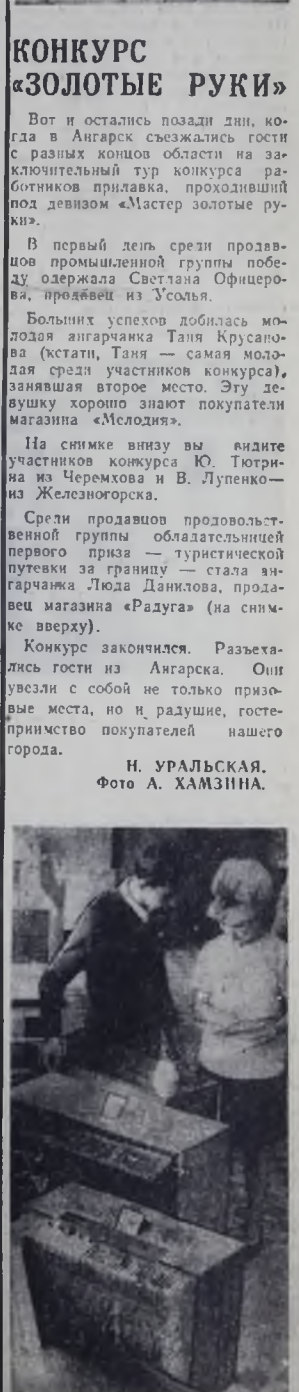 КОНКУРС
«ЗОЛОТЫЕ РУКИ»
Вот и остались позади дни, ко-
гда в Ангарск съезжались гости
с разных концов области на за-
ключительный тур конкурса ра-
ботников прилавка, проходивший
под девизом «Мастер золотые ру-
ки».
В первый день среди продав-
цов промышленной группы побе-
ду одержала Светлана Офицеро-
ва, продавец из Усолья.
Больших успехов добилась мо-
лодая ангарчанка Таня Крусано-
ва (кстати, Таня — самая моло-
дая среди участников конкурса),
занявшая второе место. Эту де-
вушку хорошо знают покупатели
магазина «Мелодия».
На снимке внизу вы видите
участников конкурса Ю. Тютри-
на из Черемхова и В. Лупенко—
из Железногорска.
Среди продавцов продовольст-
венной группы обладательницей
первого приза — туристической
путевки за границу — стала ан-
гарчанка Люда Данилова, прода-
вец магазина «Радуга» (на сним-
ке вверху).
Конкурс закончился. Разъеха-
лись гости из Ангарска. Они
увезли с собой не только призо-
вые места, но и радушие, госте-
приимство покупателей нашего
города.
Н. УРАЛЬСКАЯ.
Фото А. ХАМЗИНА.